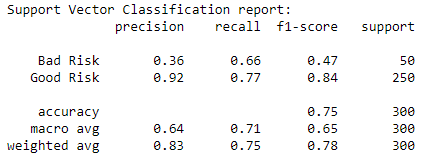 Support Vector Classification report:
precision recall f1-score support
Bad Risk 0.36 0.66 0.47 50
Good Risk 0.92 0.77 0.84 250
accuracy 0.75 300
macro avg 0.64 0.71 0.65 300
weighted avg 0.83 0.75 0.78 300